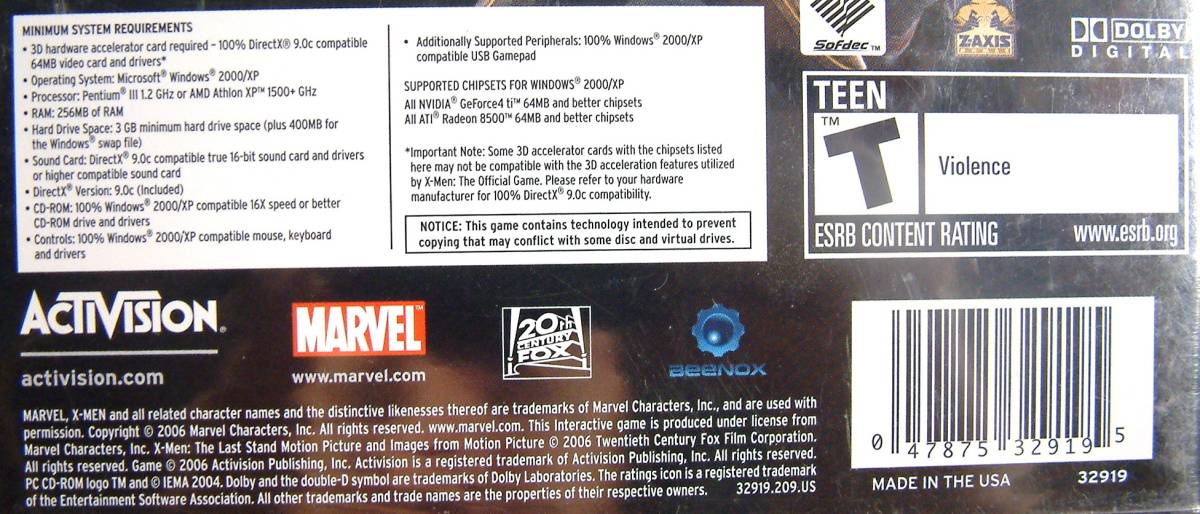 MINIMUM SYSTEM REQUIREMENTS
• 3D hardware accelerator card required – 100% DirectX® 9.0c compatible
64MB video card and drivers*
• Operating System: Microsoft® Windows® 2000/XP
• Processor: Pentium® III 1.2 GHz or AMD Athlon XP™ 1500+ GHz
• RAM: 256MB of RAM
• Hard Drive Space: 3 GB minimum hard drive space (plus 400MB for
the Windows® swap file)
• Sound Card: DirectX® 9.0c compatible true 16-bit sound card and drivers
or higher compatible sound card
• DirectX® Version: 9.0c (Included)
• CD-ROM: 100% Windows® 2000/XP compatible 16X speed or better
CD-ROM drive and drivers
• Controls: 100% Windows® 2000/XP compatible mouse, keyboard
and drivers
• Additionally Supported Peripherals: 100% Windows® 2000/XP
compatible USB Gamepad
SUPPORTED CHIPSETS FOR WINDOWS® 2000/XP
All NVIDIA® GeForce4 ti™ 64MB and better chipsets
All ATI® Radeon 8500™ 64MB and better chipsets
*Important Note: Some 3D accelerator cards with the chipsets listed
here may not be compatible with the 3D acceleration features utilized
by X-Men: The Official Game. Please refer to your hardware
manufacturer for 100% DirectX® 9.0c compatibility.
NOTICE: This game contains technology intended to prevent
copying that may conflict with some disc and virtual drives.
Sofdec™
Z-AXIS
DOLBY
DIGITAL
TEEN
T™
Violence
ESRB CONTENT RATING www.esrb.org
ACTIVISION®
activision.com
MARVEL™
www.marvel.com
20th
CENTURY
FOX
BEENOX
MARVEL, X-MEN and all related character names and the distinctive likenesses thereof are trademarks of Marvel Characters, Inc., and are used with
permission. Copyright © 2006 Marvel Characters, Inc. All rights reserved. www.marvel.com. This Interactive game is produced under license from
Marvel Characters, Inc. X-Men: The Last Stand Motion Picture and Images from Motion Picture © 2006 Twentieth Century Fox Film Corporation.
All rights reserved. Game © 2006 Activision Publishing, Inc. Activision is a registered trademark of Activision Publishing, Inc. All rights reserved.
PC CD-ROM logo TM and © IEMA 2004. Dolby and the double-D symbol are trademarks of Dolby Laboratories. The ratings icon is a registered trademark
of the Entertainment Software Association. All other trademarks and trade names are the properties of their respective owners. 32919.209.US
0 47875 32919 5
MADE IN THE USA 32919